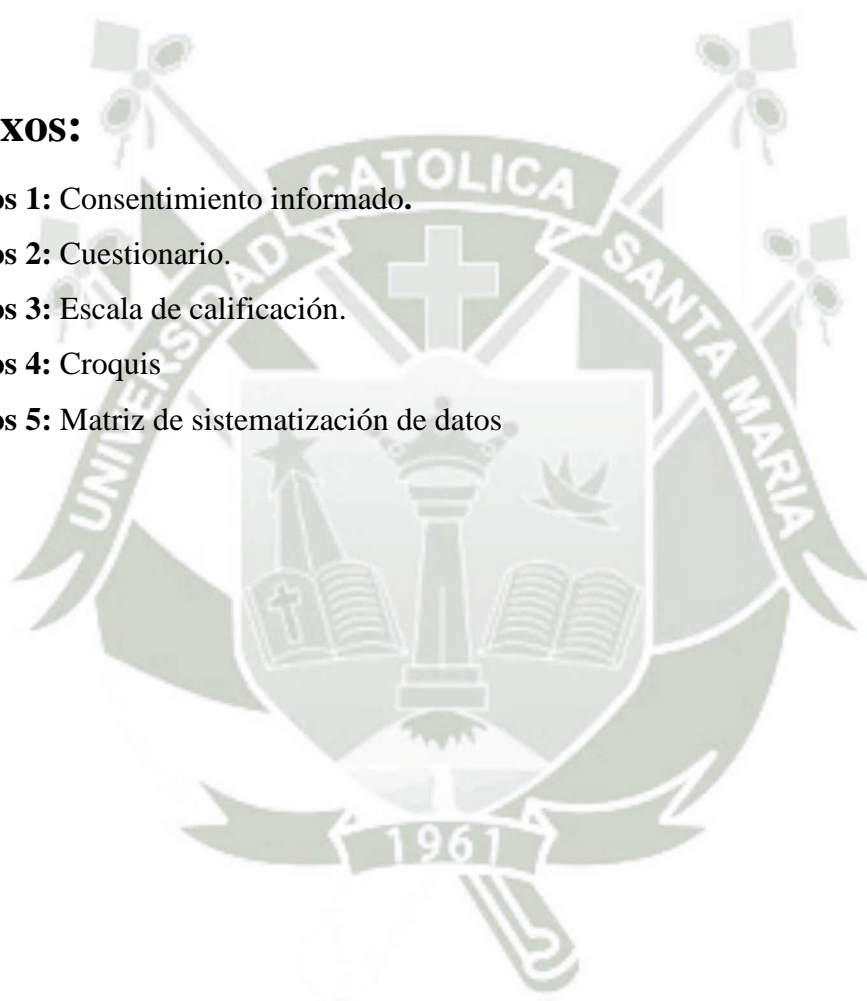 xos:
os 1: Consentimiento informado.
os 2: Cuestionario.
os 3: Escala de calificación.
os 4: Croquis
os 5: Matriz de sistematización de datos
UNIVERSIDAD CATOLICA SANTA MARIA
1961